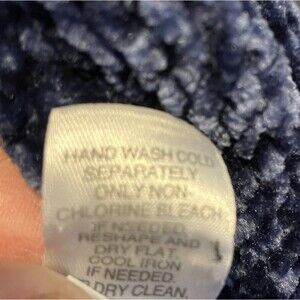 HAND WASH COLD
SEPARATELY
ONLY NON-
CHLORINE BLEACH
IF NEEDED
RESHAPE AND
DRY FLAT
COOL IRON
IF NEEDED.
DRY CLEAN.